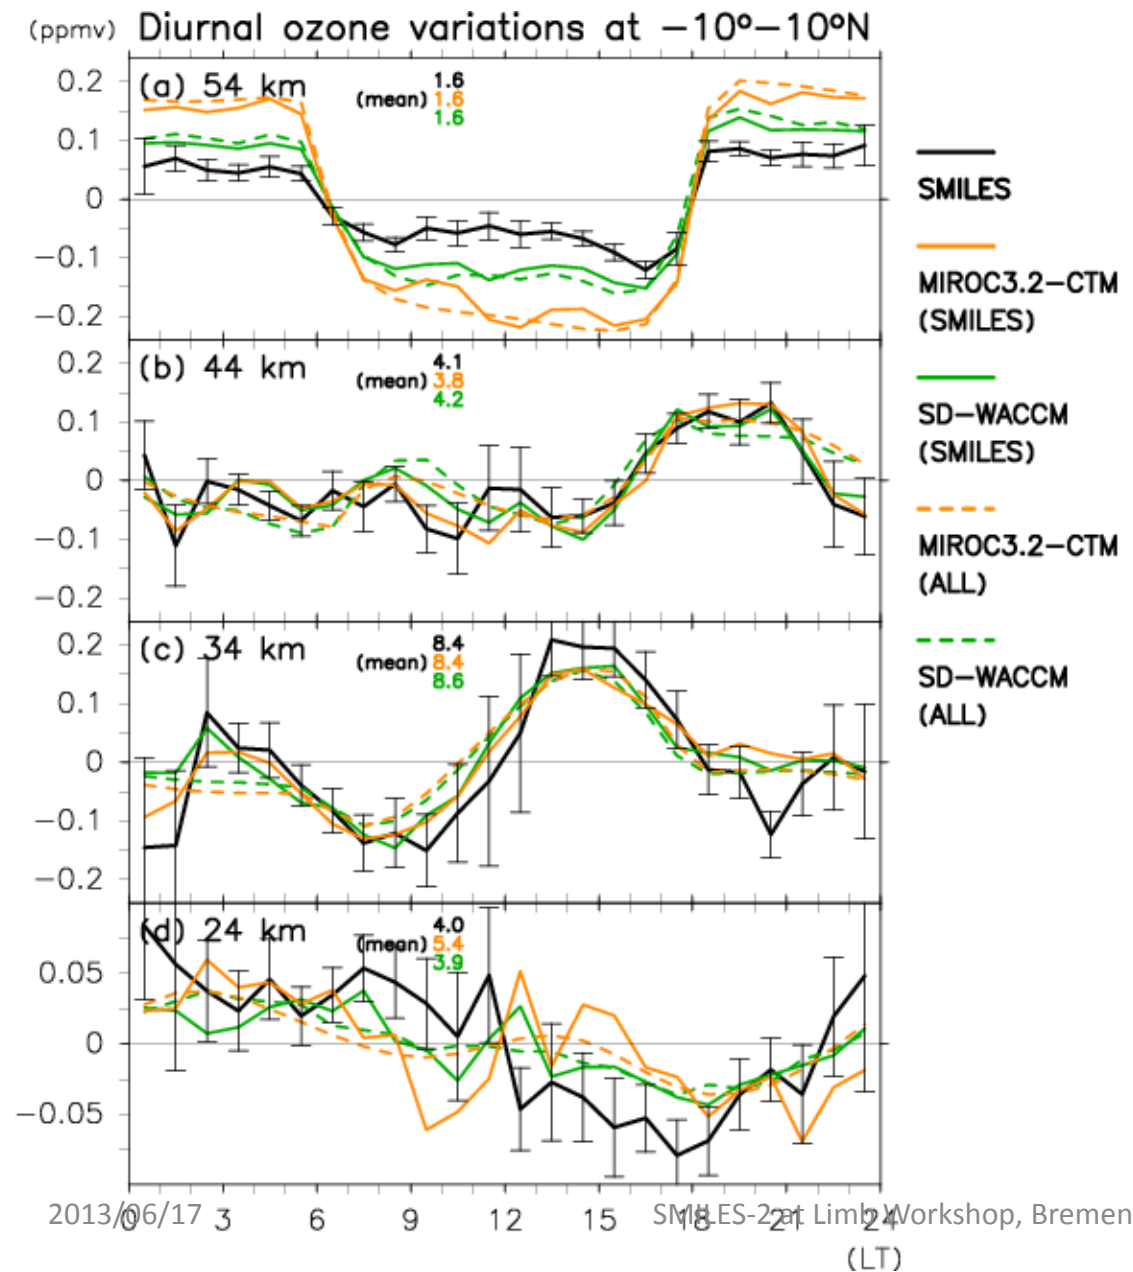 (ppmv) Diurnal ozone variations at −10°−10°N
(a) 54 km
(mean)
1.6
1.6
1.6
0.2
0.1
0
−0.1
−0.2
(b) 44 km
(mean)
4.1
3.8
4.2
0.2
0.1
0
−0.1
−0.2
(c) 34 km
(mean)
8.4
8.4
8.6
0.2
0.1
0
−0.1
−0.2
(d) 24 km
(mean)
4.0
5.4
3.9
0.05
0
−0.05
0 3 6 9 12 15 18 21 24
(LT)
SMILES
MIROC3.2−CTM
(SMILES)
SD−WACCM
(SMILES)
MIROC3.2−CTM
(ALL)
SD−WACCM
(ALL)
2013/06/17
SMILES-2 at Limb Workshop, Bremen